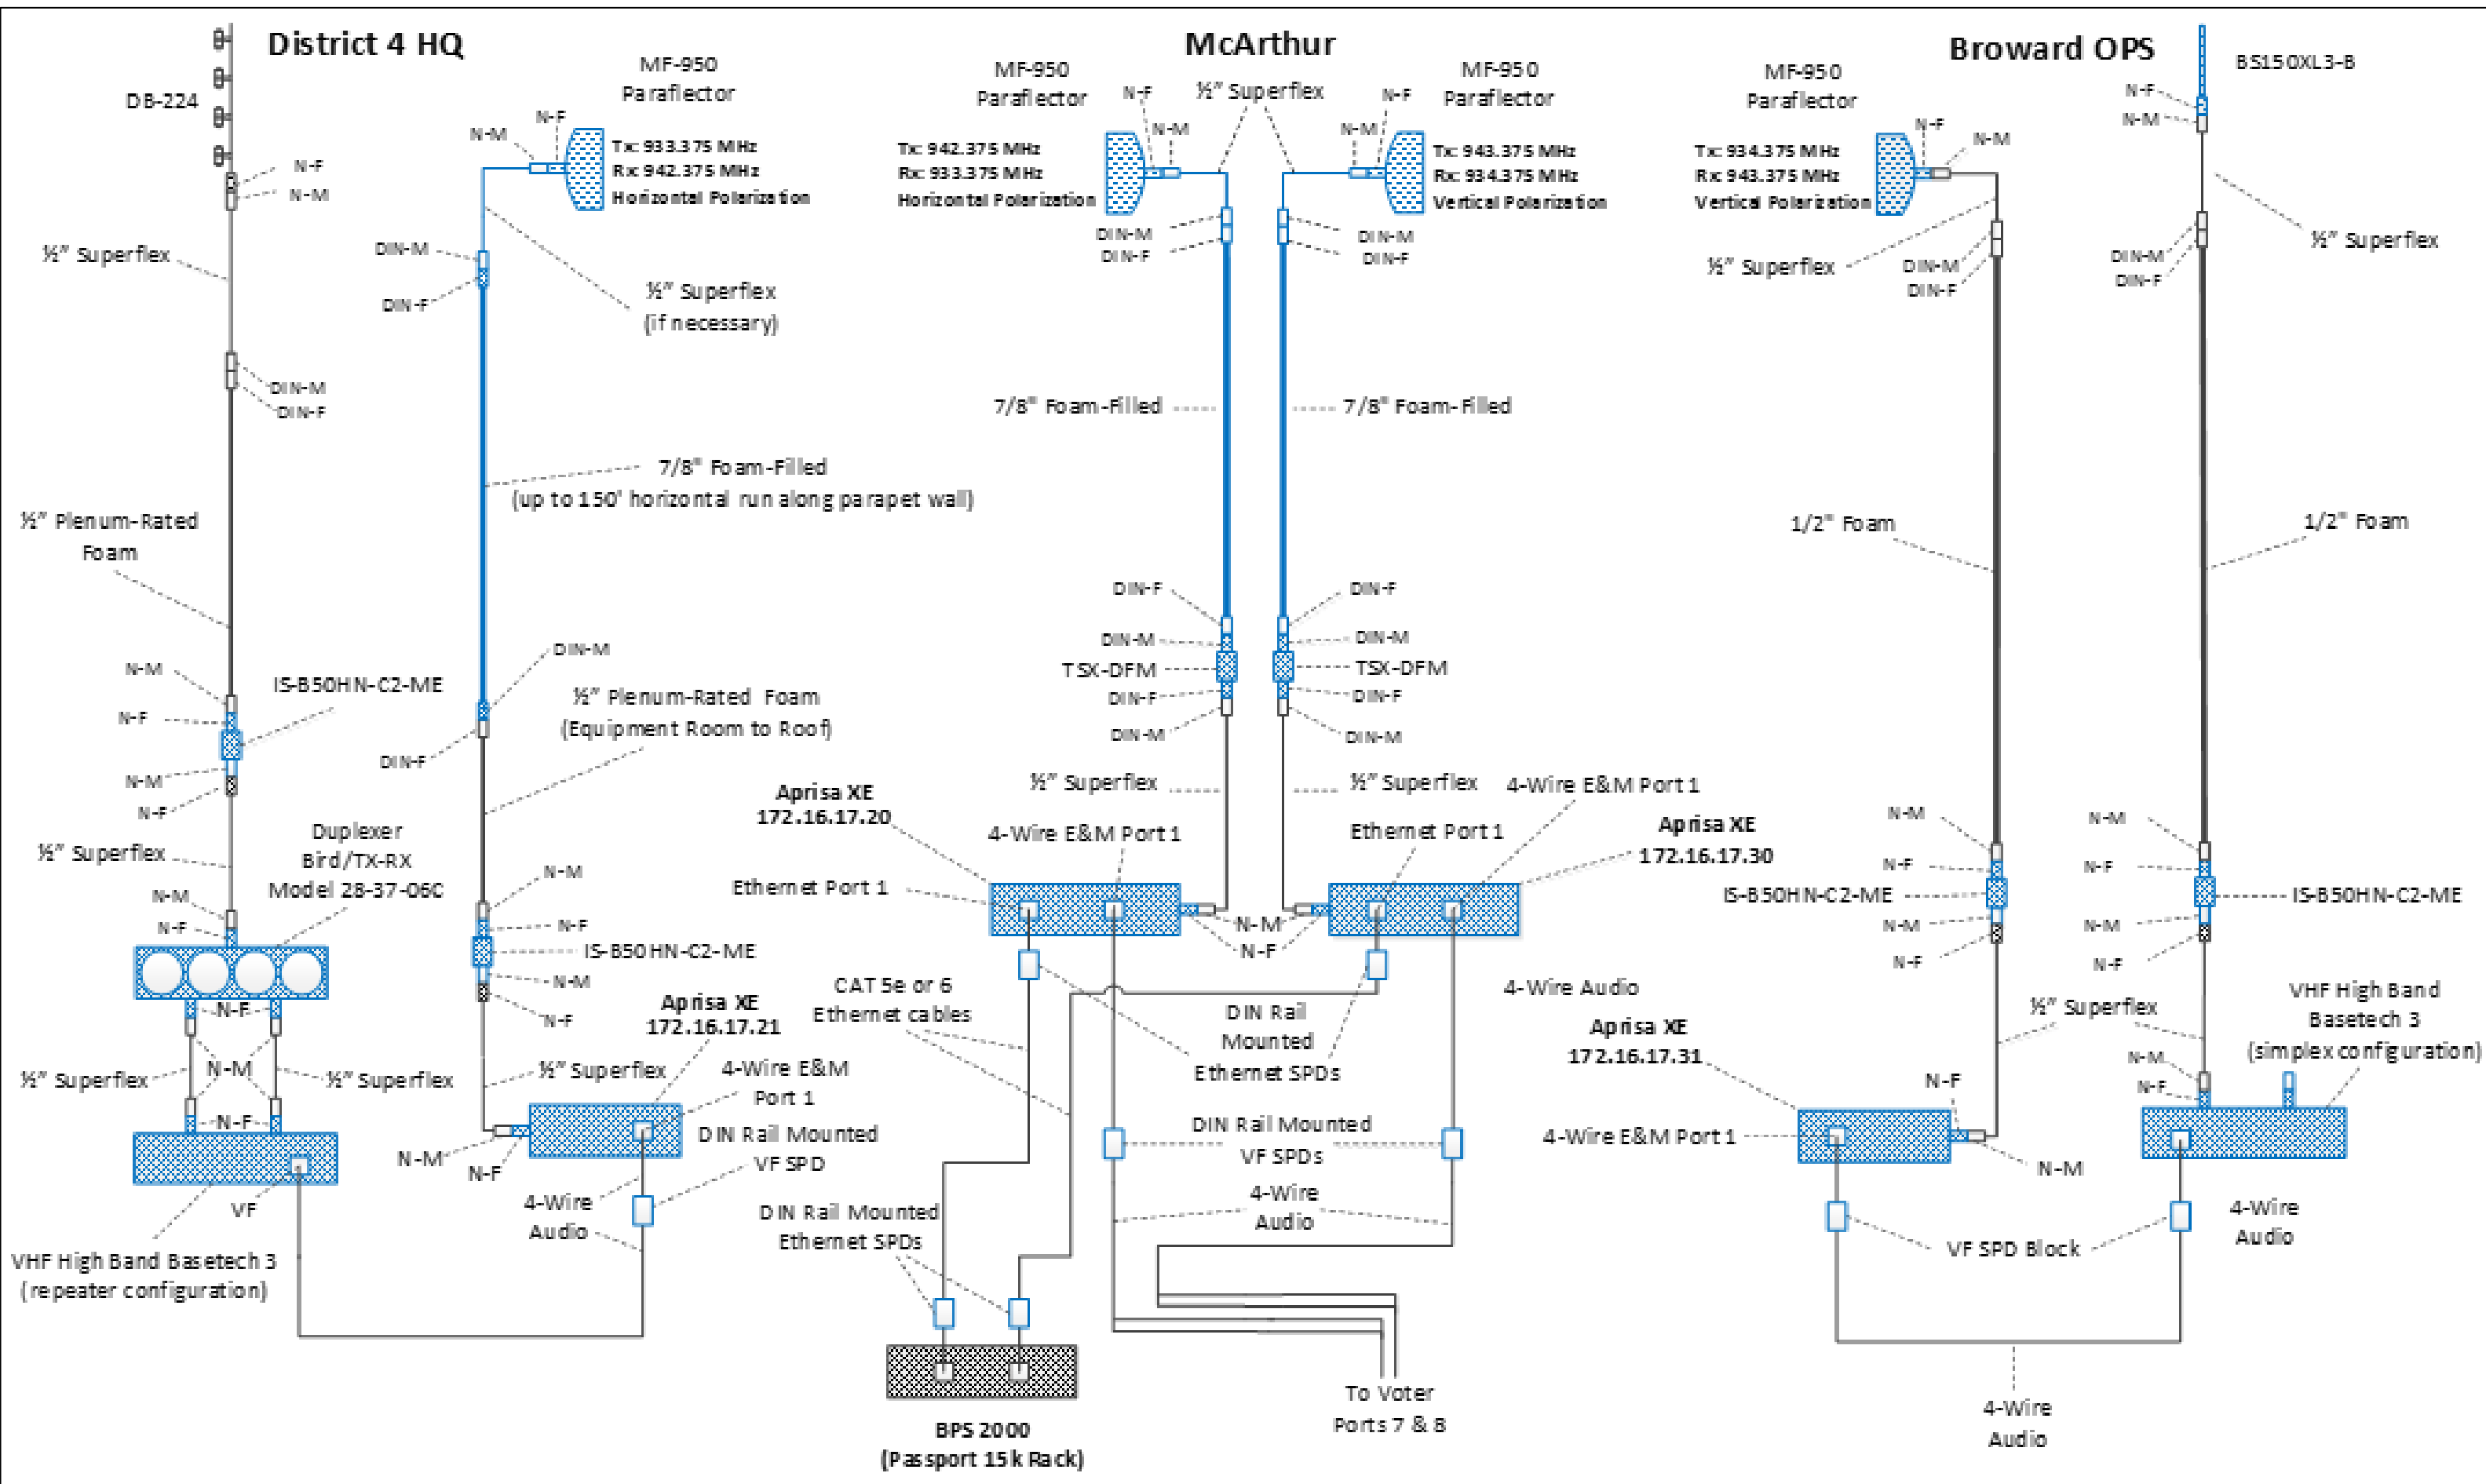 District 4 HQ
DB-224
N-F
N-M
½” Superflex
DIN-M
DIN-F
½” Plenum-Rated
Foam
N-M
N-F
IS-B50HN-C2-ME
N-M
N-F
½” Superflex
Duplexer
Bird/TX-RX
Model 28-37-06C
N-M
N-F
N-F
N-M
½” Superflex
½” Superflex
N-F
VF
VHF High Band Basetech 3
(repeater configuration)
MF-950
Paraflector
N-F
N-M
Tx: 933.375 MHz
Rx: 942.375 MHz
Horizontal Polarization
DIN-M
DIN-F
½” Superflex
(if necessary)
7/8" Foam-Filled
(up to 150' horizontal run along parapet wall)
DIN-M
½” Plenum-Rated Foam
(Equipment Room to Roof)
DIN-F
N-M
N-F
IS-B50HN-C2-ME
N-M
N-F
Aprisa XE
172.16.17.21
½” Superflex
4-Wire E&M
Port 1
N-M
N-F
DIN Rail Mounted
VF SPD
4-Wire
Audio
McArthur
MF-950
Paraflector
N-F
N-M
½” Superflex
N-F
N-M
MF-950
Paraflector
Tx: 942.375 MHz
Rx: 933.375 MHz
Horizontal Polarization
Tx: 943.375 MHz
Rx: 934.375 MHz
Vertical Polarization
DIN-M
DIN-F
DIN-M
DIN-F
7/8" Foam-Filled
7/8" Foam-Filled
DIN-F
DIN-F
DIN-M
DIN-M
TSX-DFM
TSX-DFM
DIN-F
DIN-F
DIN-M
DIN-M
½” Superflex
½” Superflex
Aprisa XE
172.16.17.20
4-Wire E&M Port 1
Ethernet Port 1
4-Wire E&M Port 1
Ethernet Port 1
Aprisa XE
172.16.17.30
N-M
N-F
CAT 5e or 6
Ethernet cables
DIN Rail
Mounted
Ethernet SPDs
4-Wire Audio
DIN Rail Mounted
VF SPDs
4-Wire
Audio
DIN Rail Mounted
Ethernet SPDs
BPS 2000
(Passport 15k Rack)
To Voter
Ports 7 & 8
Broward OPS
MF-950
Paraflector
N-F
N-M
Tx: 934.375 MHz
Rx: 943.375 MHz
Vertical Polarization
½” Superflex
DIN-M
DIN-F
1/2" Foam
N-M
N-F
IS-B50HN-C2-ME
N-M
N-F
½” Superflex
Aprisa XE
172.16.17.31
N-F
4-Wire E&M Port 1
N-M
VF SPD Block
4-Wire
Audio
BS150XL3-B
N-F
N-M
½” Superflex
DIN-M
DIN-F
1/2" Foam
N-M
N-F
IS-B50HN-C2-ME
N-M
N-F
VHF High Band
Basetech 3
(simplex configuration)
N-M
N-F
4-Wire
Audio